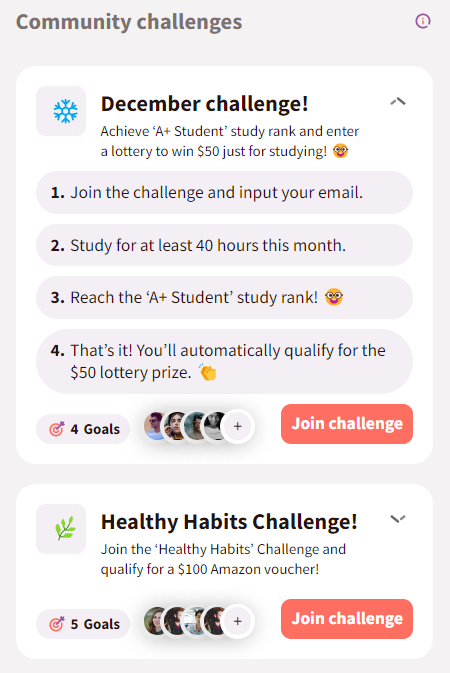 Community challenges
December challenge!
Achieve ‘A+ Student’ study rank and enter
a lottery to win $50 just for studying! 🤓
1. Join the challenge and input your email.
2. Study for at least 40 hours this month.
3. Reach the ‘A+ Student’ study rank! 🤓
4. That’s it! You’ll automatically qualify for the
$50 lottery prize. 👏
4 Goals
+
Join challenge
Healthy Habits Challenge!
Join the ‘Healthy Habits’ Challenge and
qualify for a $100 Amazon voucher!
5 Goals
+
Join challenge